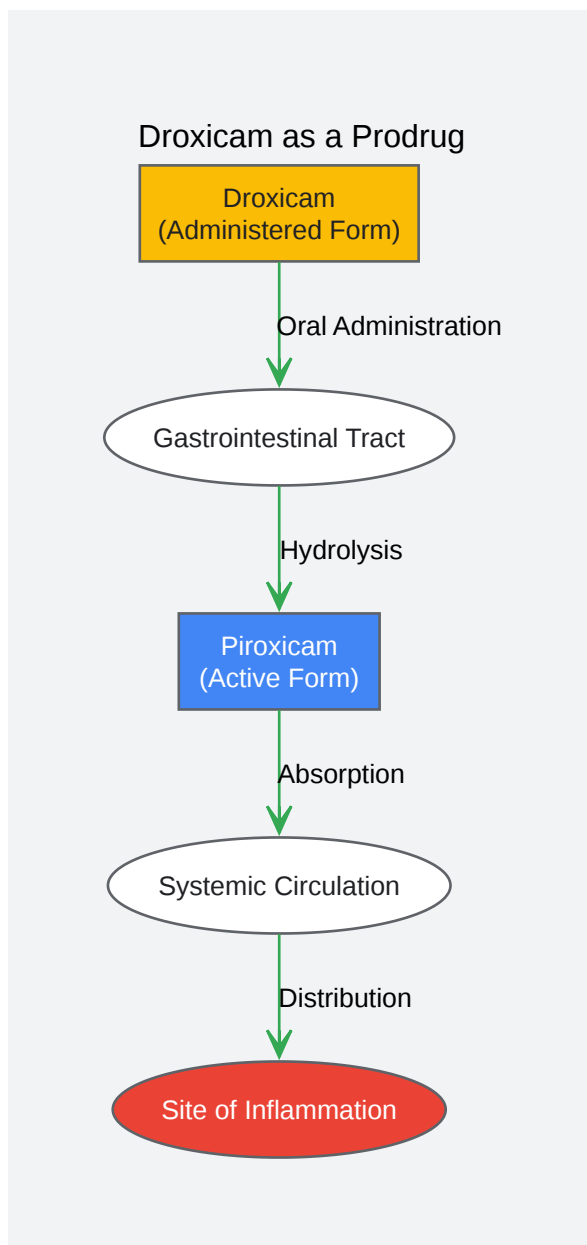 Droxicam as a Prodrug
Droxicam
(Administered Form)
Oral Administration
Gastrointestinal Tract
Hydrolysis
Piroxicam
(Active Form)
Absorption
Systemic Circulation
Distribution
Site of Inflammation